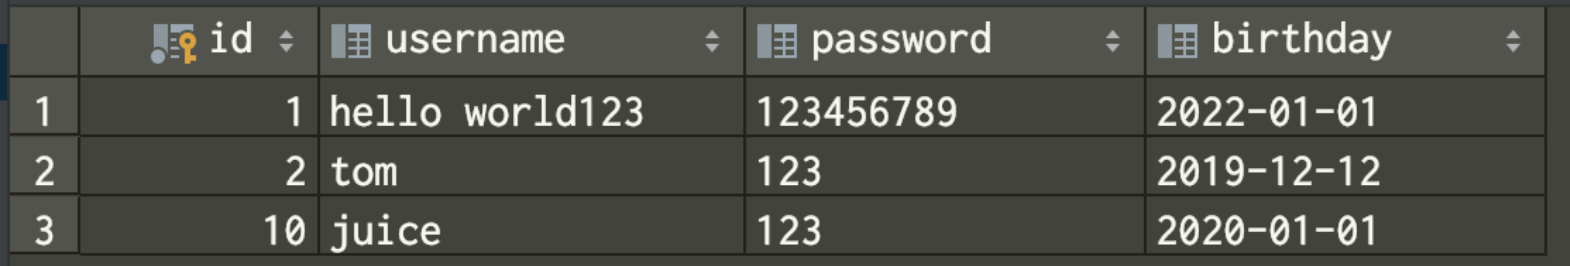 id username password birthday
1 1 hello world123 123456789 2022-01-01
2 2 tom 123 2019-12-12
3 10 juice 123 2020-01-01